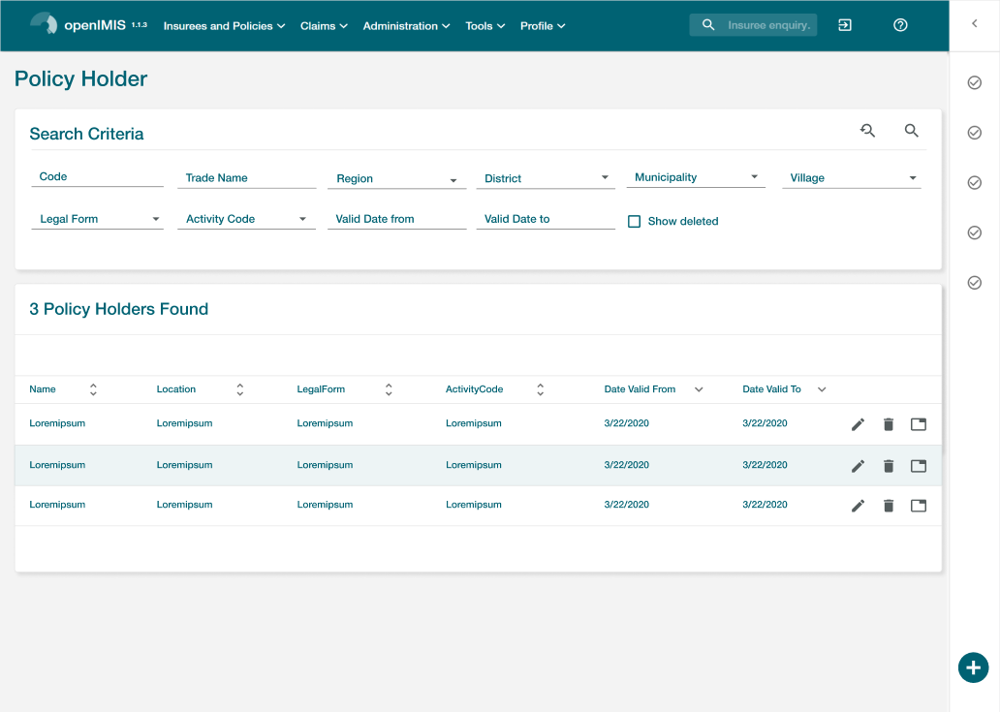 openIMIS 1.1.3 Insurees and Policies Claims Administration Tools Profile Insuree enquiry.
Policy Holder
Search Criteria
Code Trade Name Region District Municipality Village
Legal Form Activity Code Valid Date from Valid Date to Show deleted
3 Policy Holders Found
Name Location LegalForm ActivityCode Date Valid From Date Valid To
Loremipsum Loremipsum Loremipsum Loremipsum 3/22/2020 3/22/2020
Loremipsum Loremipsum Loremipsum Loremipsum 3/22/2020 3/22/2020
Loremipsum Loremipsum Loremipsum Loremipsum 3/22/2020 3/22/2020